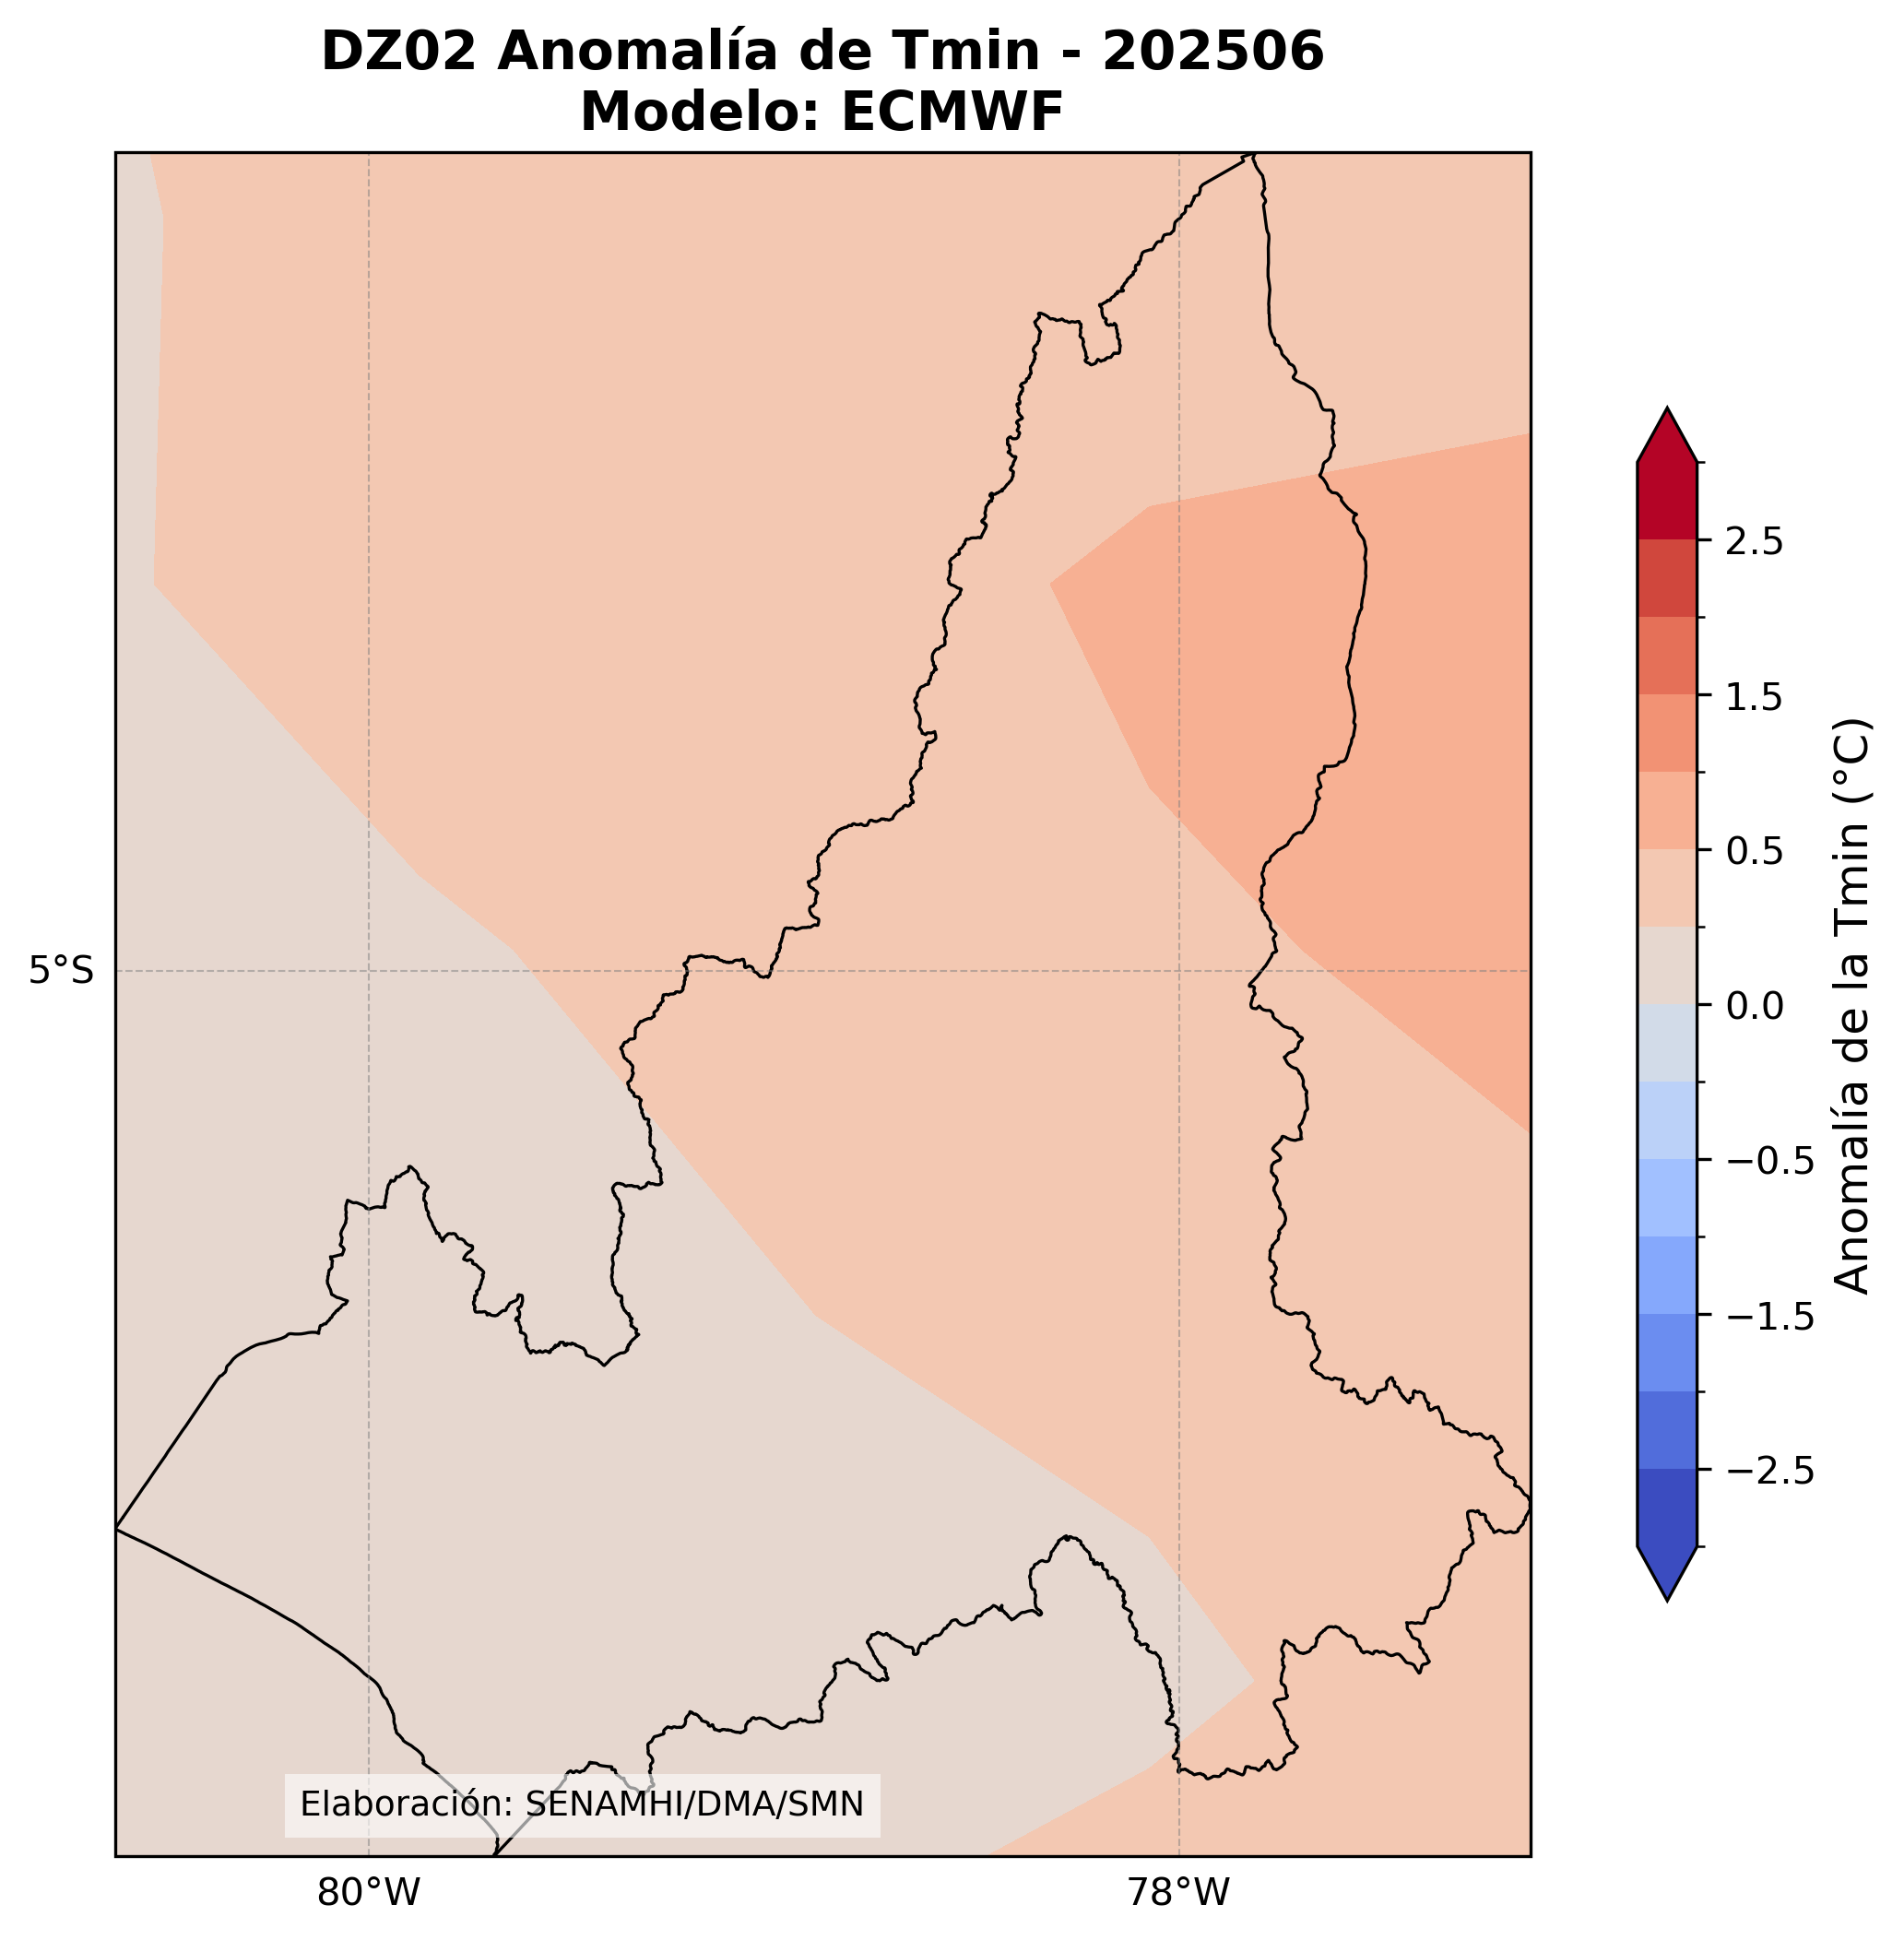 DZ02 Anomalía de Tmin - 202506
Modelo: ECMWF
2.5
1.5
0.5
0.0
−0.5
−1.5
−2.5
Anomalía de la Tmin (°C)
5°S
Elaboración: SENAMHI/DMA/SMN
80°W
78°W